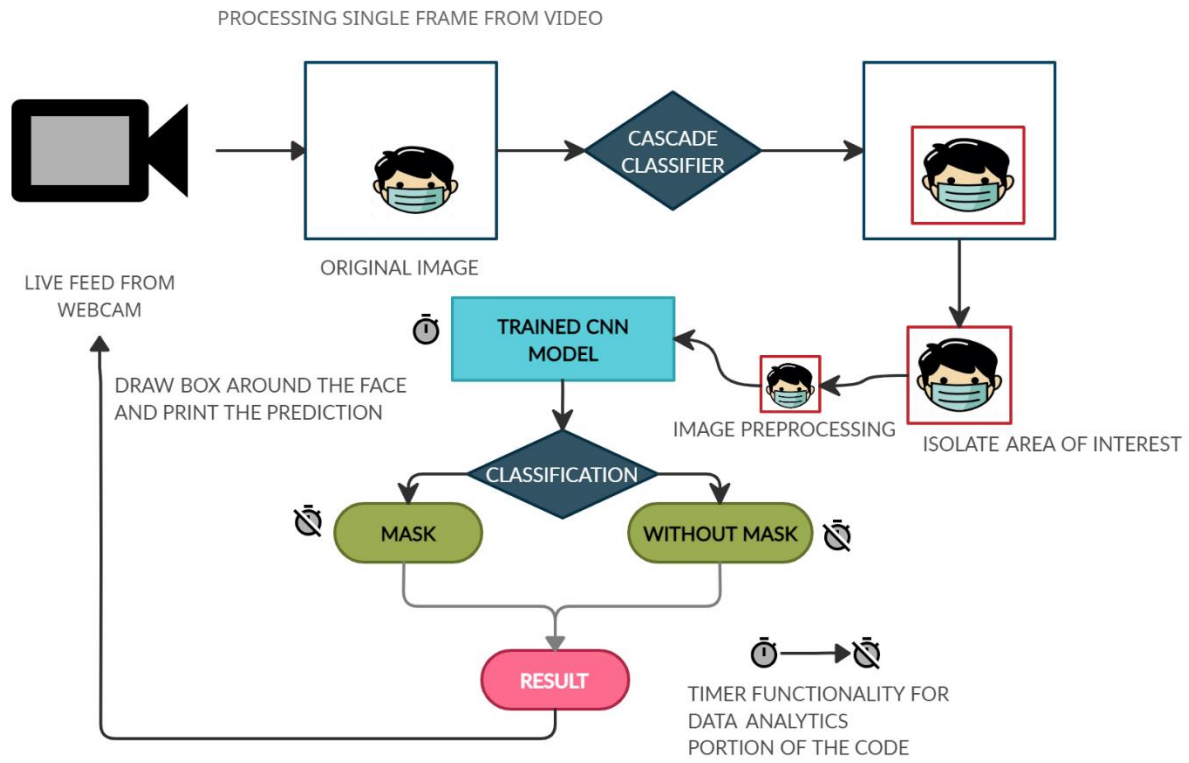 PROCESSING SINGLE FRAME FROM VIDEO
CASCADE
CLASSIFIER
ORIGINAL IMAGE
LIVE FEED FROM
WEBCAM
TRAINED CNN
MODEL
DRAW BOX AROUND THE FACE
AND PRINT THE PREDICTION
IMAGE PREPROCESSING
ISOLATE AREA OF INTEREST
CLASSIFICATION
MASK
WITHOUT MASK
RESULT
TIMER FUNCTIONALITY FOR
DATA ANALYTICS
PORTION OF THE CODE